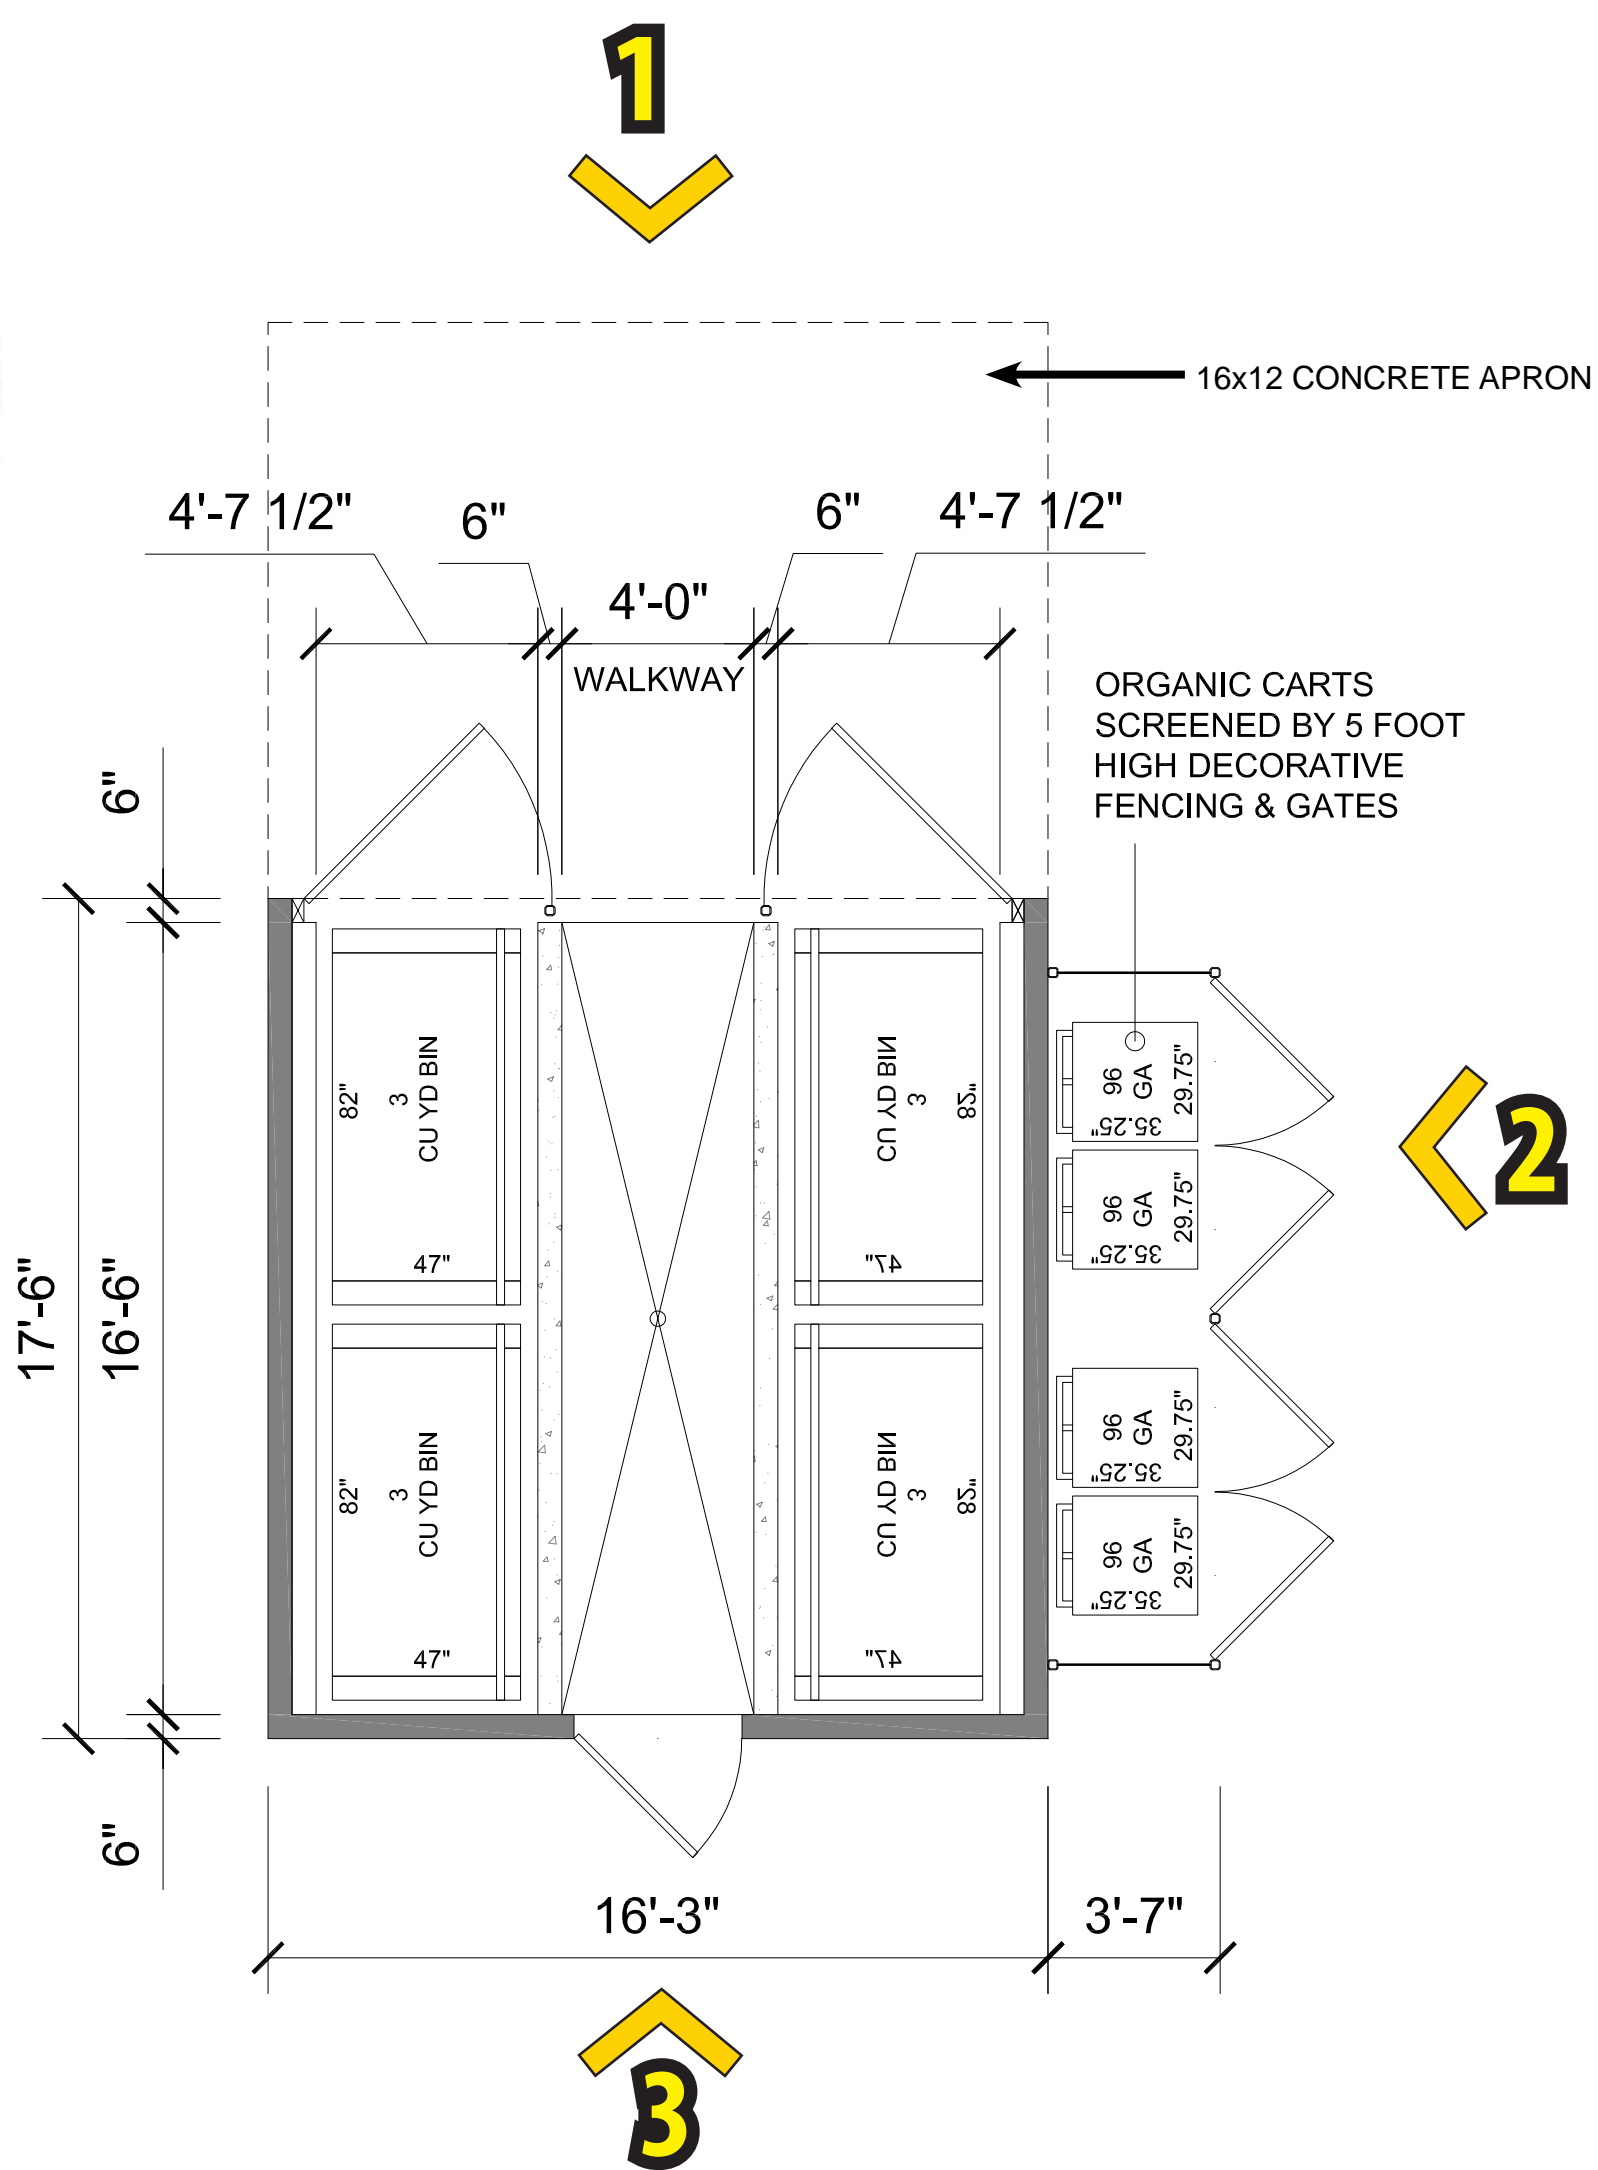 1
16x12 CONCRETE APRON
4'-7 1/2"
6"
6"
4'-7 1/2"
4'-0"
WALKWAY
ORGANIC CARTS
SCREENED BY 5 FOOT
HIGH DECORATIVE
FENCING & GATES
6"
17'-6"
16'-6"
6"
82"
3
CU YD BIN
47"
82"
3
CU YD BIN
47"
82"
3
CU YD BIN
47"
82"
3
CU YD BIN
47"
96
GA
35.25"
29.75"
96
GA
35.25"
29.75"
96
GA
35.25"
29.75"
96
GA
35.25"
29.75"
2
16'-3"
3'-7"
3